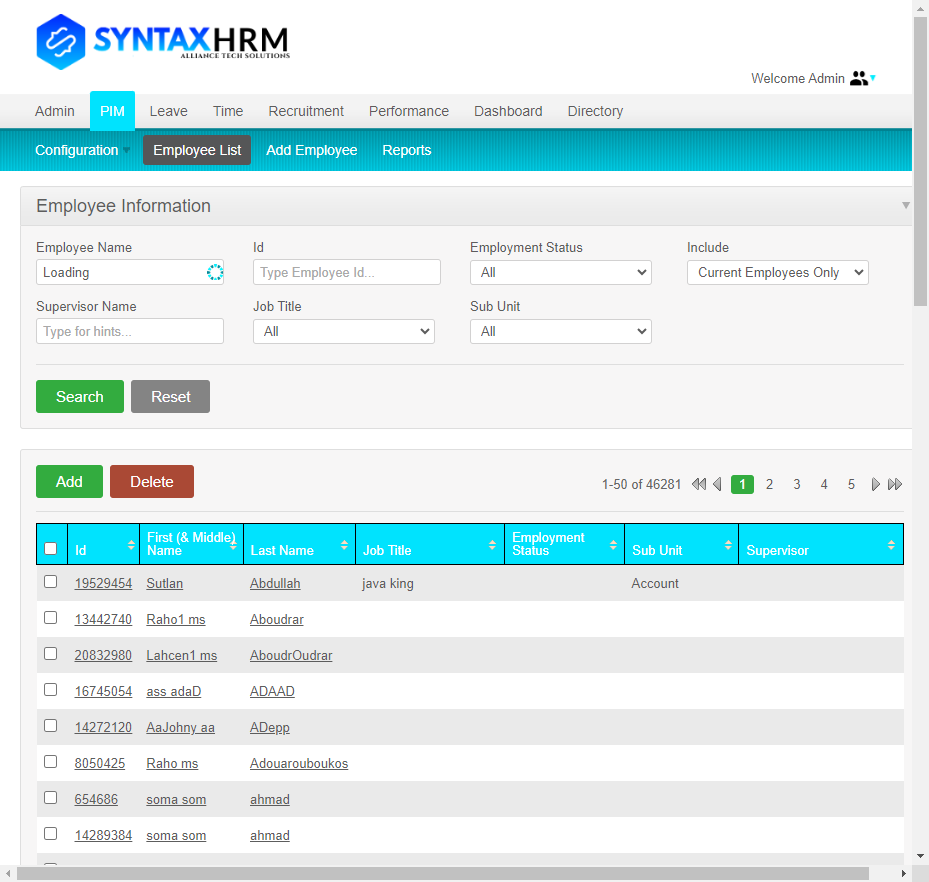 SYNTAXHRM
ALLIANCE TECH SOLUTIONS
Welcome Admin
Admin PIM Leave Time Recruitment Performance Dashboard Directory
Configuration Employee List Add Employee Reports
Employee Information
Employee Name Id Employment Status Include
Loading Type Employee Id... All Current Employees Only
Supervisor Name Job Title Sub Unit
Type for hints... All All
Search Reset
Add Delete 1-50 of 46281 1 2 3 4 5
Id First (& Middle) Name Last Name Job Title Employment Status Sub Unit Supervisor
19529454 Sutlan Abdullah java king Account
13442740 Raho1 ms Aboudrar
20832980 Lahcen1 ms AboudrOudrar
16745054 ass adaD ADAAD
14272120 AaJohny aa ADepp
8050425 Raho ms Adouarouboukos
654686 soma som ahmad
14289384 soma som ahmad